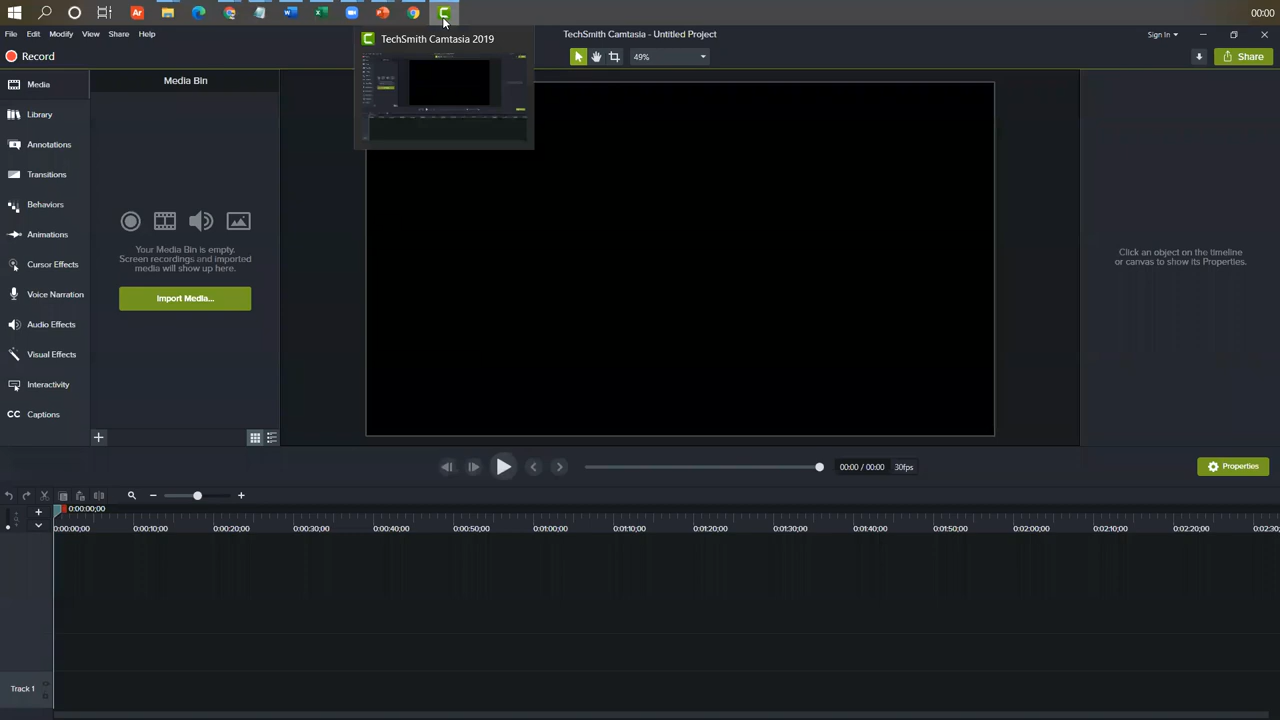 Ar
00:00
File Edit Modify View Share Help
TechSmith Camtasia - Untitled Project
Sign In
TechSmith Camtasia 2019
Record
49%
Share
Media
Media Bin
Library
Annotations
Transitions
Behaviors
Animations
Cursor Effects
Voice Narration
Audio Effects
Visual Effects
Interactivity
CC Captions
Your Media Bin is empty.
Screen recordings and imported
media will show up here.
Import Media...
Click an object on the timeline
or canvas to show its Properties.
00:00 / 00:00 30fps
Properties
0:00:00;00
0:00:00;00 0:00:10;00 0:00:20;00 0:00:30;00 0:00:40;00 0:00:50;00 0:01:00;00 0:01:10;00 0:01:20;00 0:01:30;00 0:01:40;00 0:01:50;00 0:02:00;00 0:02:10;00 0:02:20;00 0:02:30;
Track 1